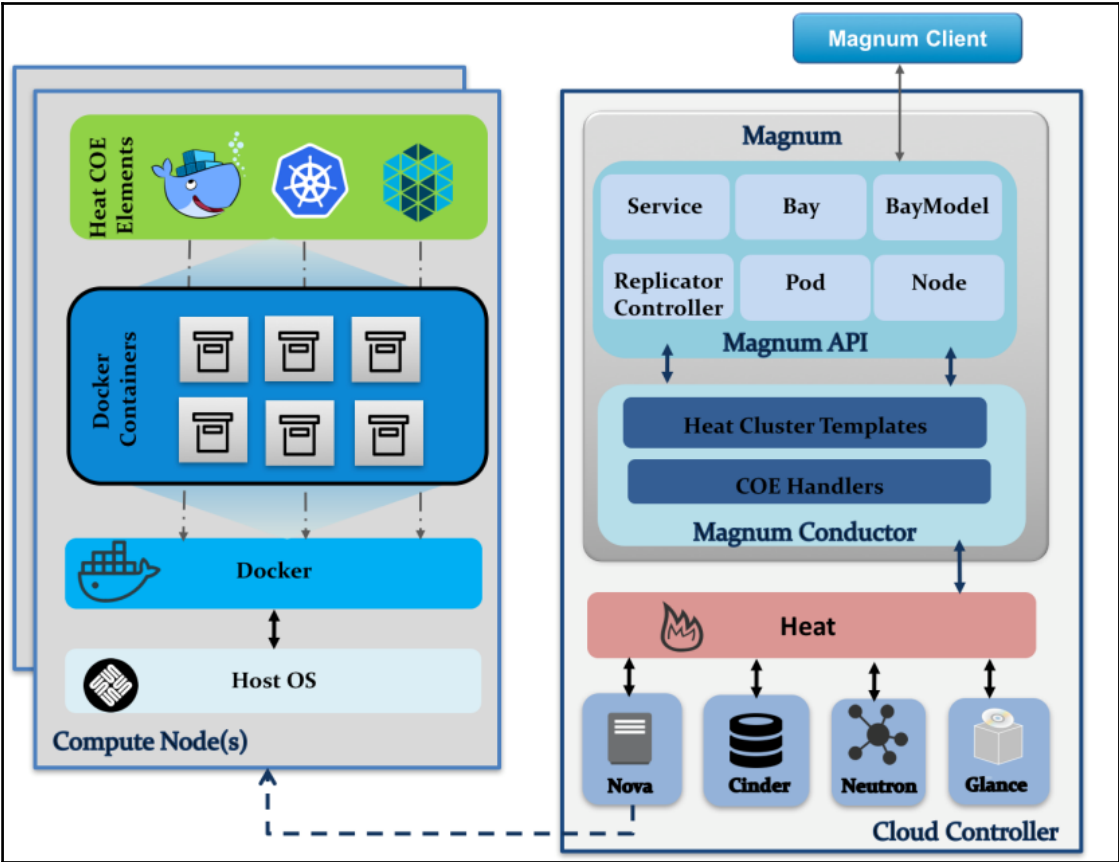 Magnum Client
Heat COE
Elements
Docker
Containers
Docker
Host OS
Compute Node(s)
Magnum
Service
Bay
BayModel
Replicator
Controller
Pod
Node
Magnum API
Heat Cluster Templates
COE Handlers
Magnum Conductor
Heat
Nova
Cinder
Neutron
Glance
Cloud Controller